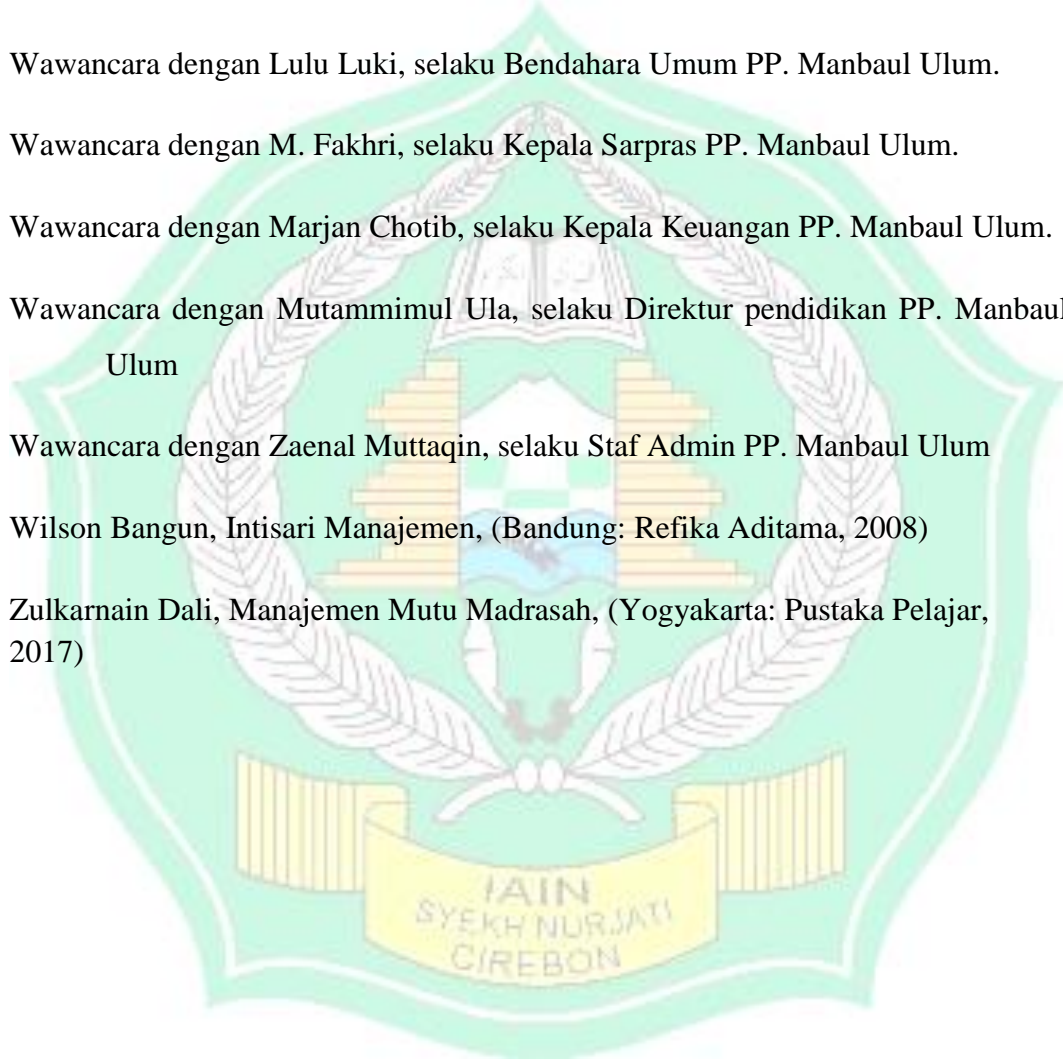 Wawancara dengan Lulu Luki, selaku Bendahara Umum PP. Manbaul Ulum.
Wawancara dengan M. Fakhri, selaku Kepala Sarpras PP. Manbaul Ulum.
Wawancara dengan Marjan Chotib, selaku Kepala Keuangan PP. Manbaul Ulum.
Wawancara dengan Mutammimul Ula, selaku Direktur pendidikan PP. Manbaul
Ulum
Wawancara dengan Zaenal Muttaqin, selaku Staf Admin PP. Manbaul Ulum
Wilson Bangun, Intisari Manajemen, (Bandung: Refika Aditama, 2008)
Zulkarnain Dali, Manajemen Mutu Madrasah, (Yogyakarta: Pustaka Pelajar,
2017)
IAIN
SYEKH NURJATI
CIREBON